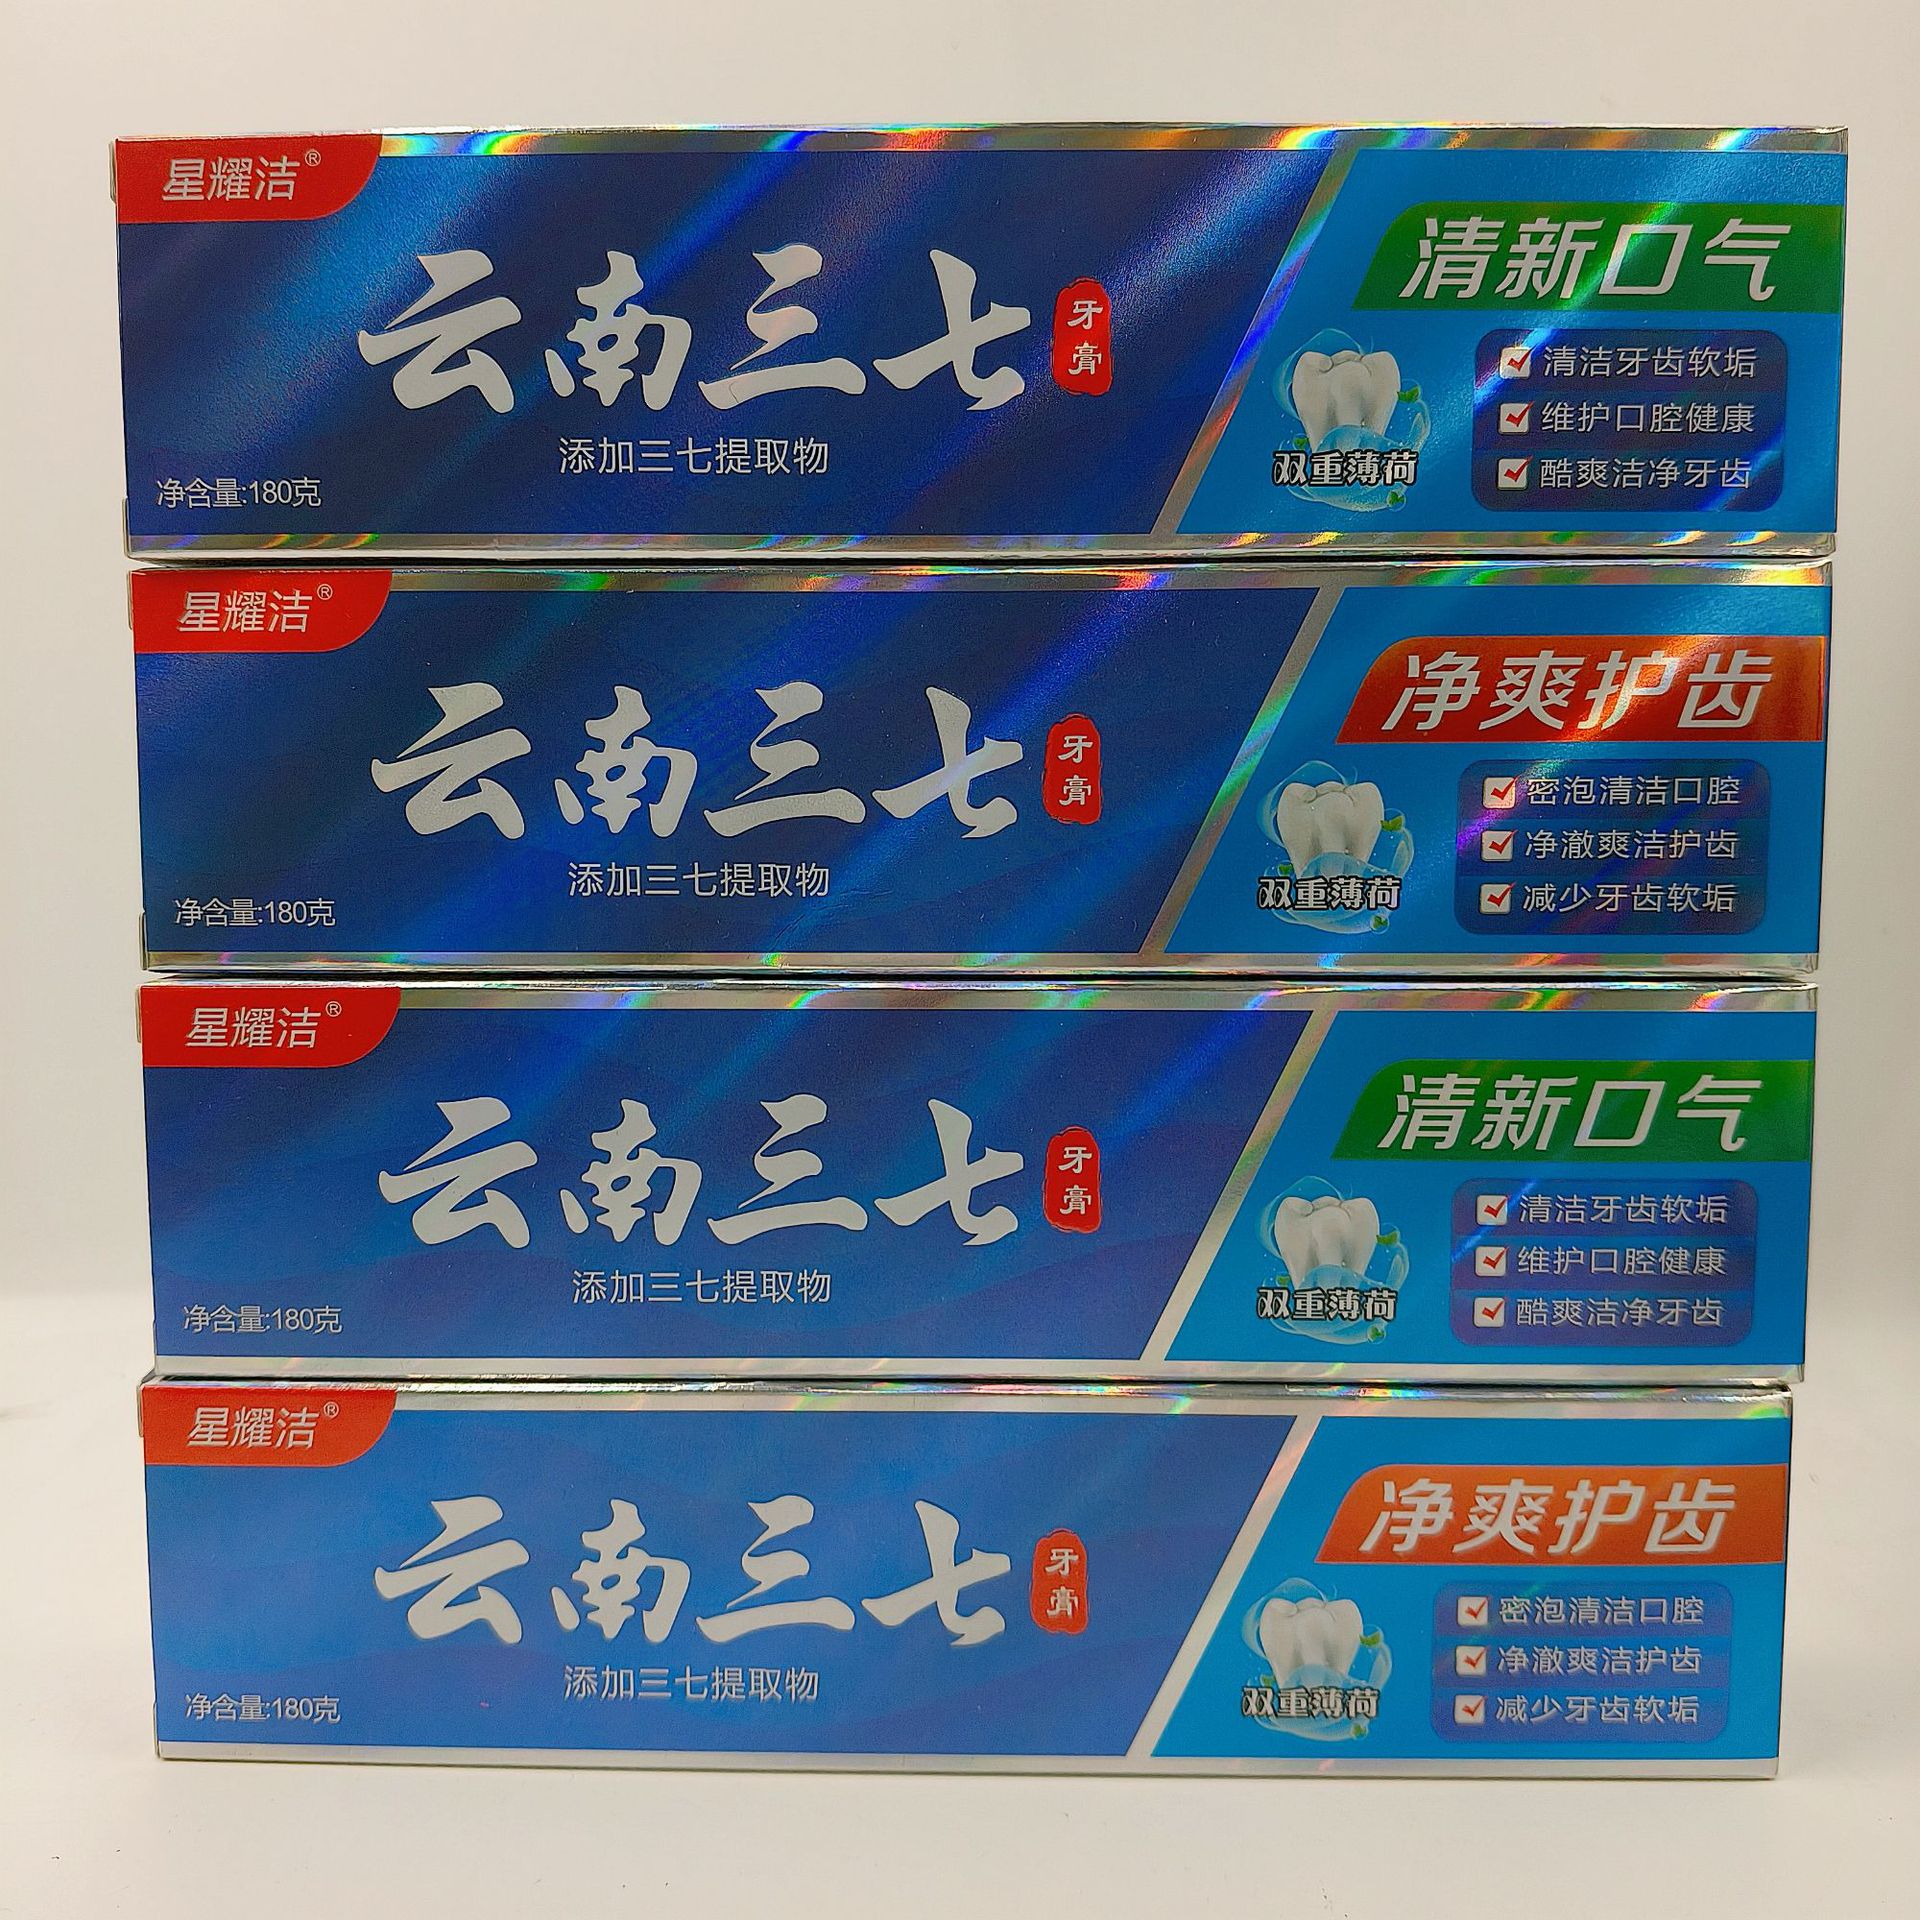 星耀洁®
云南三七
牙膏
添加三七提取物
净含量:180克
清新口气
双重薄荷
清洁牙齿软垢
维护口腔健康
酷爽洁净牙齿
星耀洁®
云南三七
牙膏
添加三七提取物
净含量:180克
净爽护齿
双重薄荷
密泡清洁口腔
净澈爽洁护齿
减少牙齿软垢
星耀洁®
云南三七
牙膏
添加三七提取物
净含量:180克
清新口气
双重薄荷
清洁牙齿软垢
维护口腔健康
酷爽洁净牙齿
星耀洁®
云南三七
牙膏
添加三七提取物
净含量:180克
净爽护齿
双重薄荷
密泡清洁口腔
净澈爽洁护齿
减少牙齿软垢